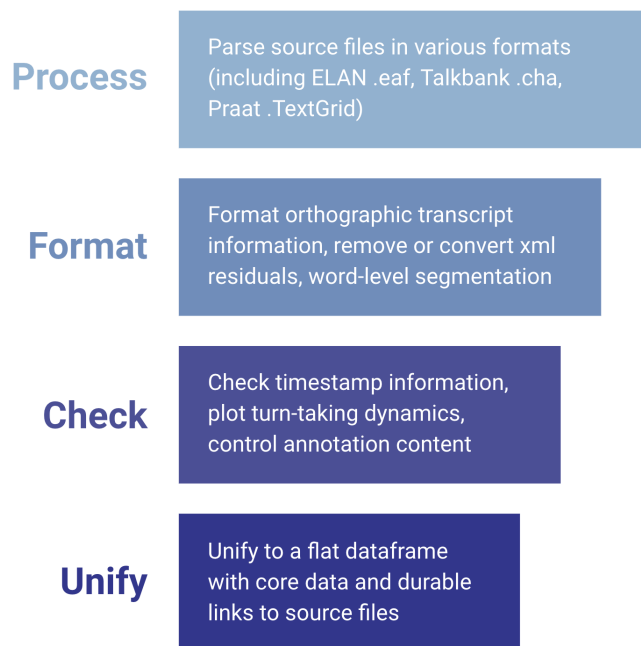 Process
Parse source files in various formats
(including ELAN .eaf, Talkbank .cha,
Praat .TextGrid)
Format
Format orthographic transcript
information, remove or convert xml
residuals, word-level segmentation
Check
Check timestamp information,
plot turn-taking dynamics,
control annotation content
Unify
Unify to a flat dataframe
with core data and durable
links to source files